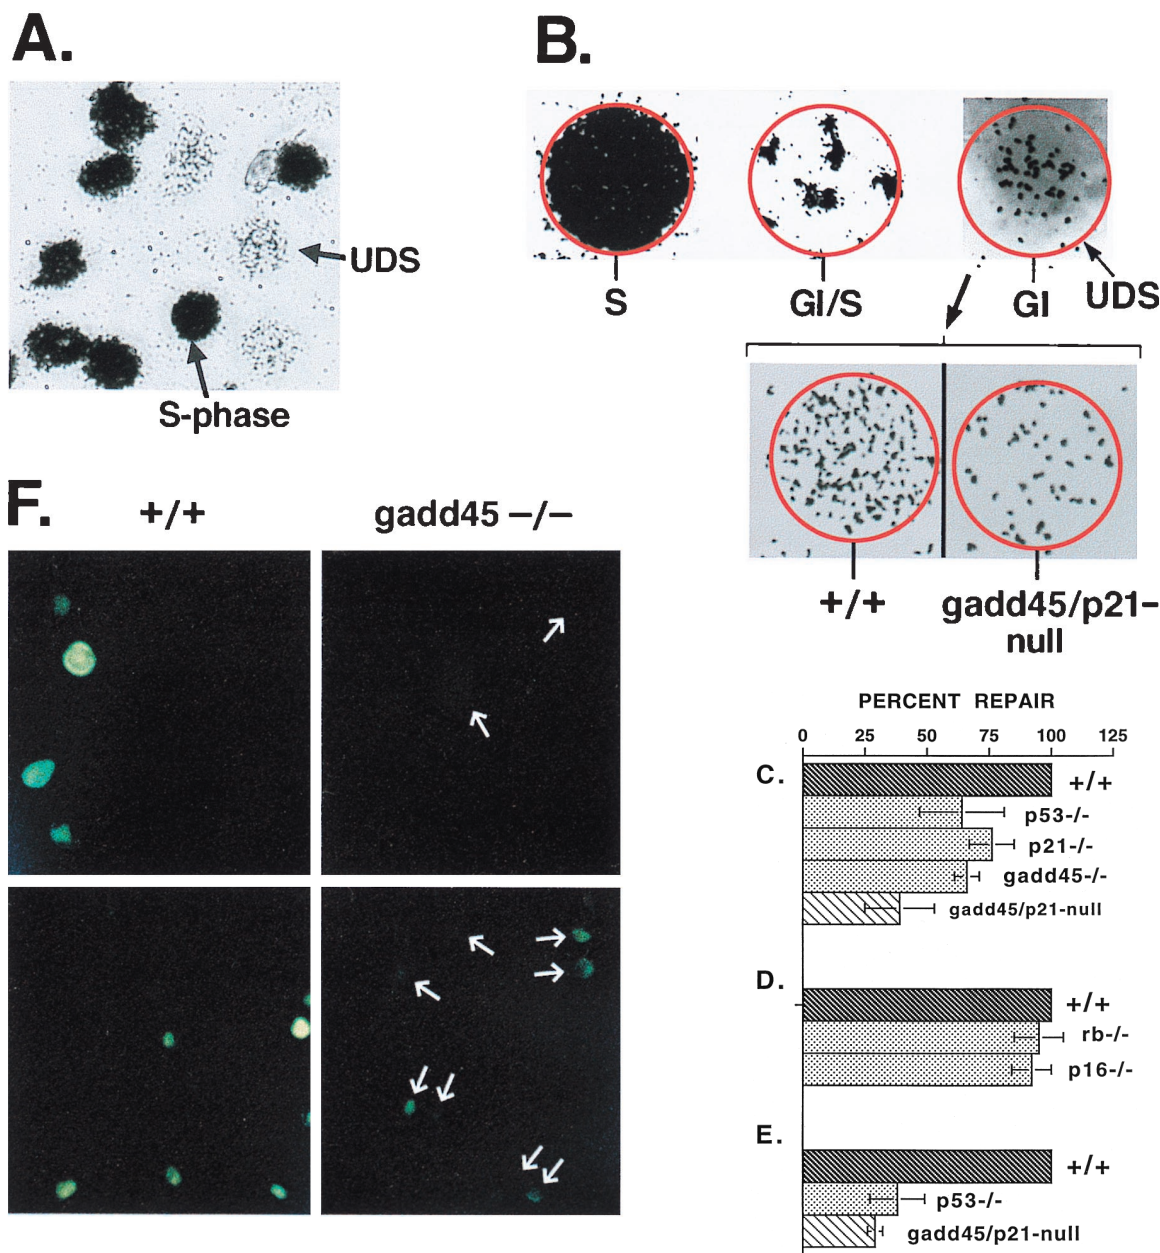 A.
UDS
S-phase
B.
S
GI/S
GI
UDS
+/+
gadd45/p21-
null
F.
+/+
gadd45 –/–
PERCENT REPAIR
0 25 50 75 100 125
C.
+/+
p53-/-
p21-/-
gadd45-/-
gadd45/p21-null
D.
+/+
rb-/-
p16-/-
E.
+/+
p53-/-
gadd45/p21-null